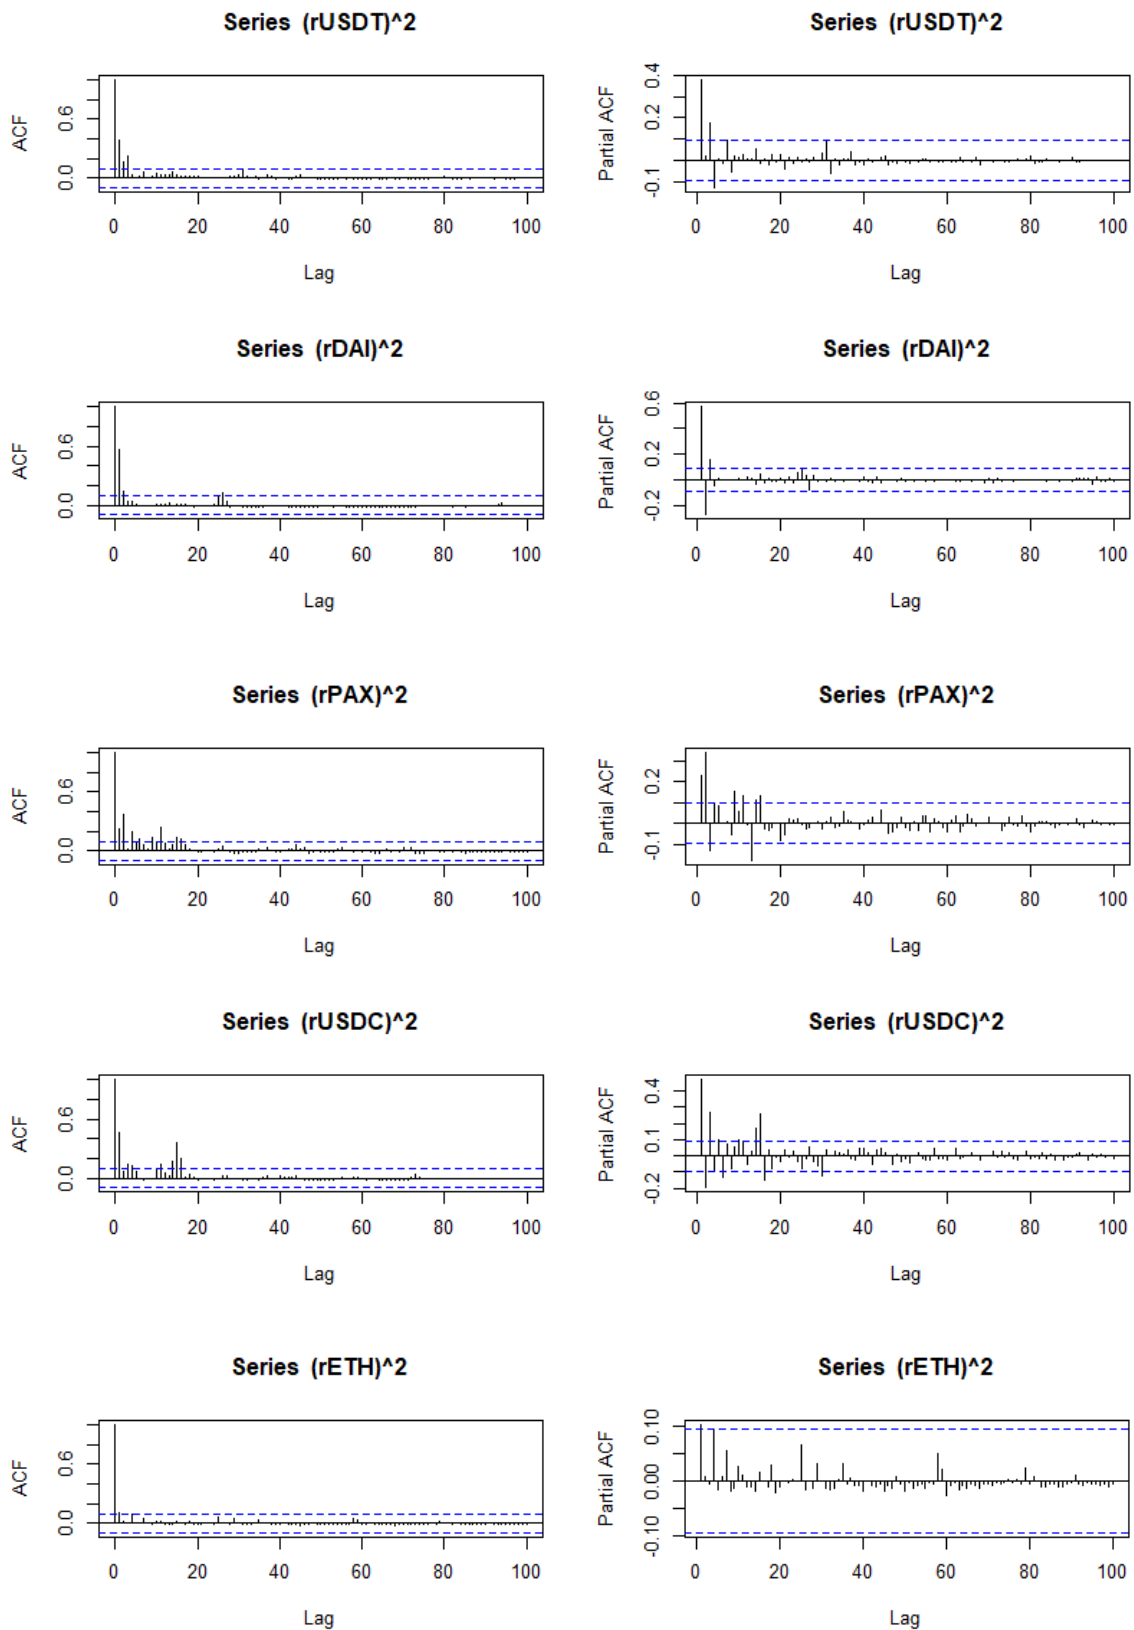 Series (rUSDT)^2
Series (rUSDT)^2
ACF
0.0 0.6
0 20 40 60 80 100
Lag
Partial ACF
-0.1 0.2 0.4
0 20 40 60 80 100
Lag
Series (rDAI)^2
Series (rDAI)^2
ACF
0.0 0.6
0 20 40 60 80 100
Lag
Partial ACF
-0.2 0.2 0.6
0 20 40 60 80 100
Lag
Series (rPAX)^2
Series (rPAX)^2
ACF
0.0 0.6
0 20 40 60 80 100
Lag
Partial ACF
-0.1 0.2
0 20 40 60 80 100
Lag
Series (rUSDC)^2
Series (rUSDC)^2
ACF
0.0 0.6
0 20 40 60 80 100
Lag
Partial ACF
-0.2 0.1 0.4
0 20 40 60 80 100
Lag
Series (rETH)^2
Series (rETH)^2
ACF
0.0 0.6
0 20 40 60 80 100
Lag
Partial ACF
-0.10 0.00 0.10
0 20 40 60 80 100
Lag